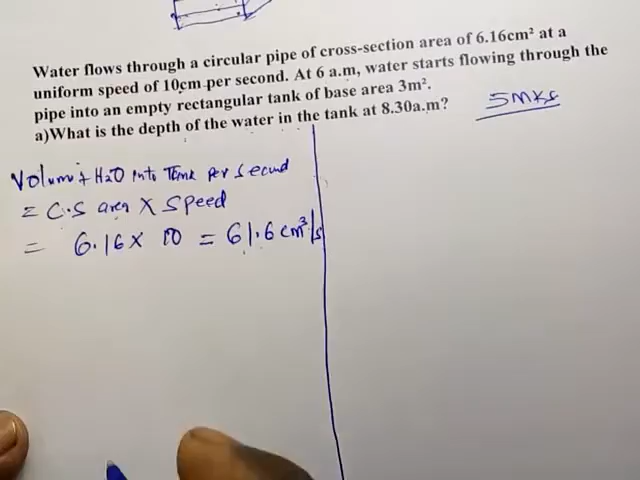 Water flows through a circular pipe of cross-section area of 6.16cm² at a
uniform speed of 10cm per second. At 6 a.m, water starts flowing through the
pipe into an empty rectangular tank of base area 3m².
a)What is the depth of the water in the tank at 8.30a.m?
5MKs
Volume of H₂O into Tank per second
= C.S area × Speed
= 6.16 × 10 = 61.6 cm³/s